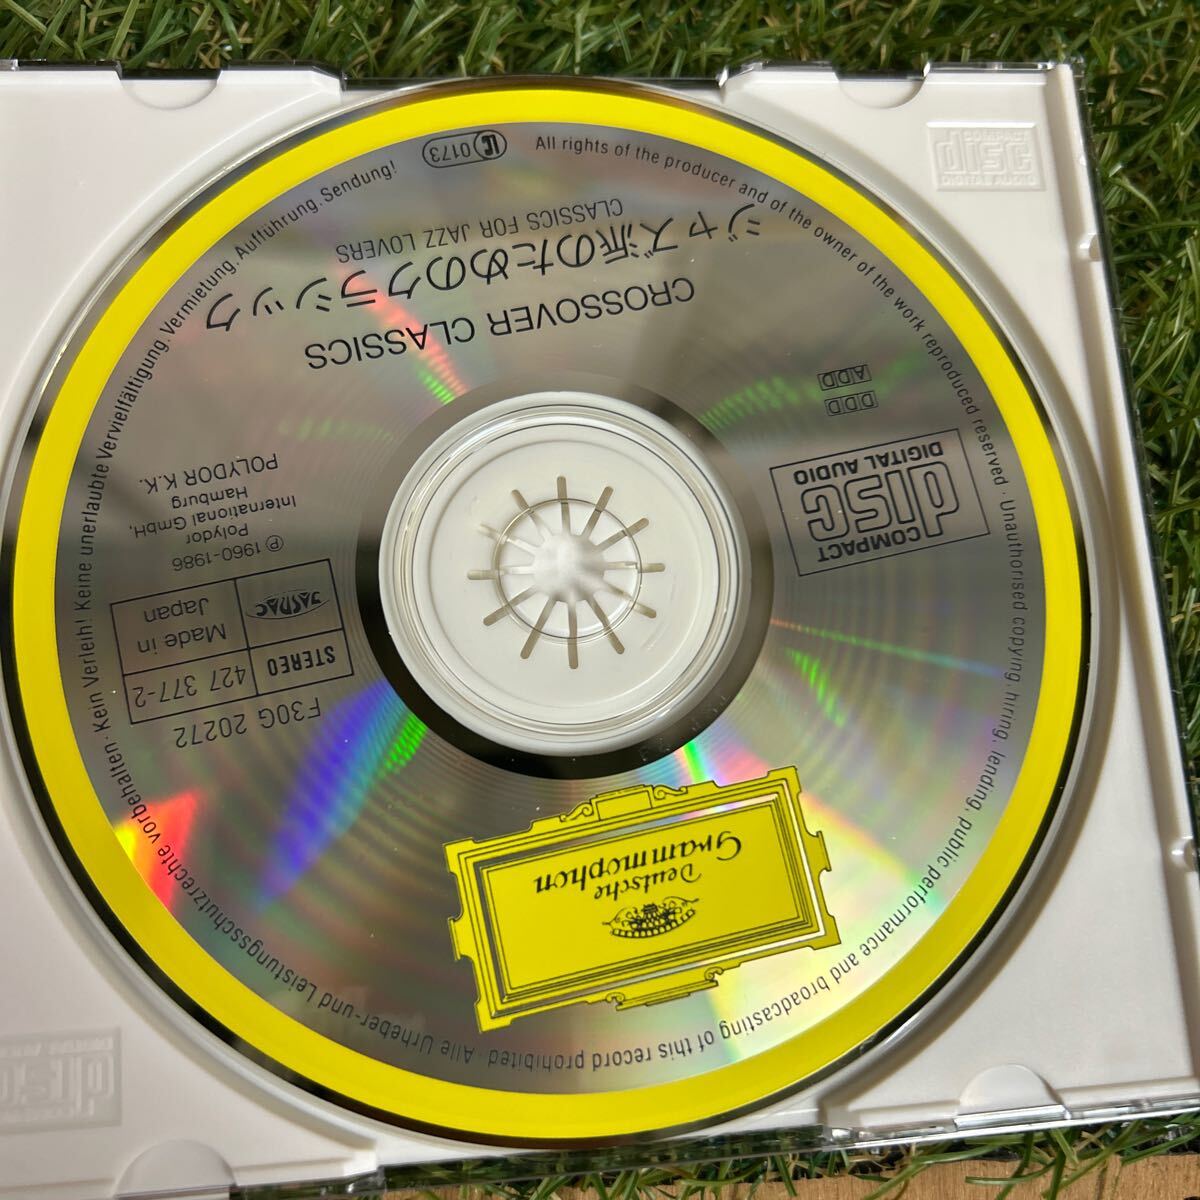 Deutsche
Grammophon
F30G 20272
STEREO
427 377-2
JASRAC
Made in
Japan
℗ 1960-1986
Polydor
International GmbH,
Hamburg
POLYDOR K.K.
COMPACT
disc
DIGITAL AUDIO
DDD
ADD
CROSSOVER CLASSICS
ジャズ派のためのクラシック
CLASSICS FOR JAZZ LOVERS
LC 0173
Alle Urheber-und Leistungsschutzrechte vorbehalten. Kein Verleih! Keine unerlaubte Vervielfältigung, Vermietung, Aufführung, Sendung!
All rights of the producer and of the owner of the work reproduced reserved · Unauthorised copying, hiring, lending, public performance and broadcasting of this record prohibited ·
COMPACT
disc
DIGITAL AUDIO